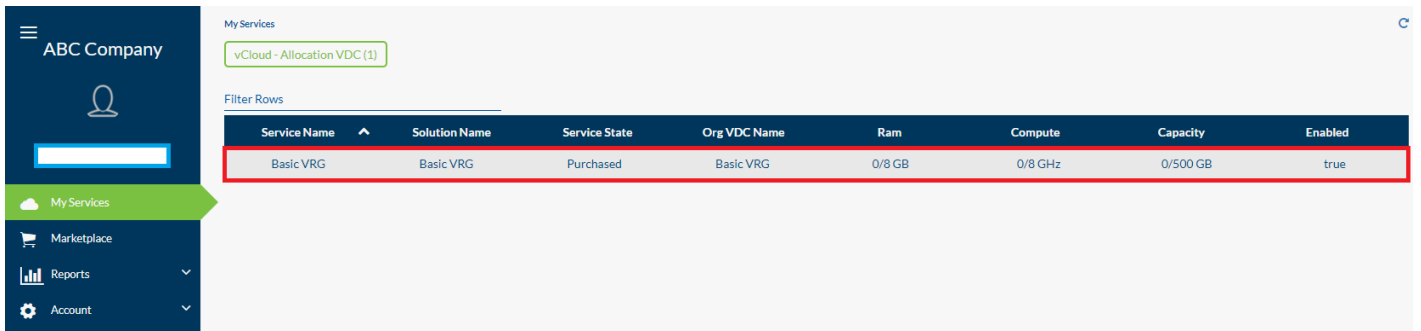 ABC Company
My Services
Marketplace
Reports
Account
My Services
vCloud - Allocation VDC (1)
Filter Rows
Service Name Solution Name Service State Org VDC Name Ram Compute Capacity Enabled
Basic VRG Basic VRG Purchased Basic VRG 0/8 GB 0/8 GHz 0/500 GB true